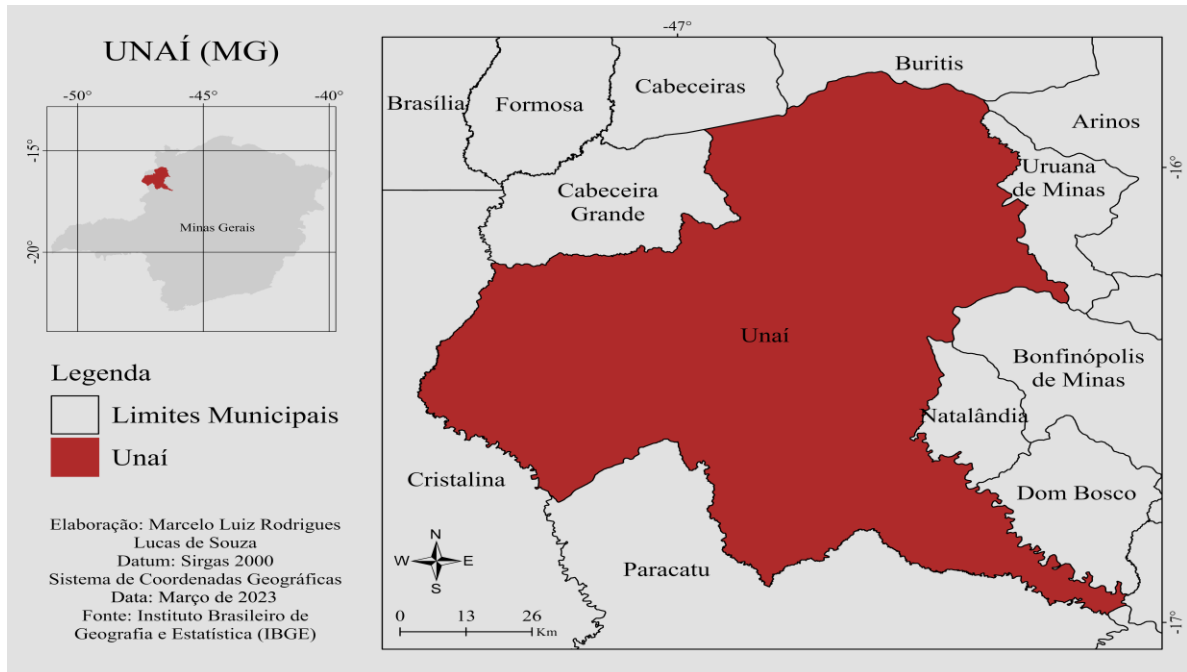 UNAÍ (MG)
-50°
-45°
-40°
-15°
-20°
Minas Gerais
Legenda
Limites Municipais
Unaí
Elaboração: Marcelo Luiz Rodrigues
Lucas de Souza
Datum: Sirgas 2000
Sistema de Coordenadas Geográficas
Data: Março de 2023
Fonte: Instituto Brasileiro de
Geografia e Estatística (IBGE)
-47°
Buritis
Cabeceiras
Brasília
Formosa
Arinos
-16°
Uruana
de Minas
Cabeceira
Grande
Unaí
Bonfinópolis
de Minas
Natalândia
Cristalina
Dom Bosco
N
W
E
S
Paracatu
0
13
26
Km
-17°